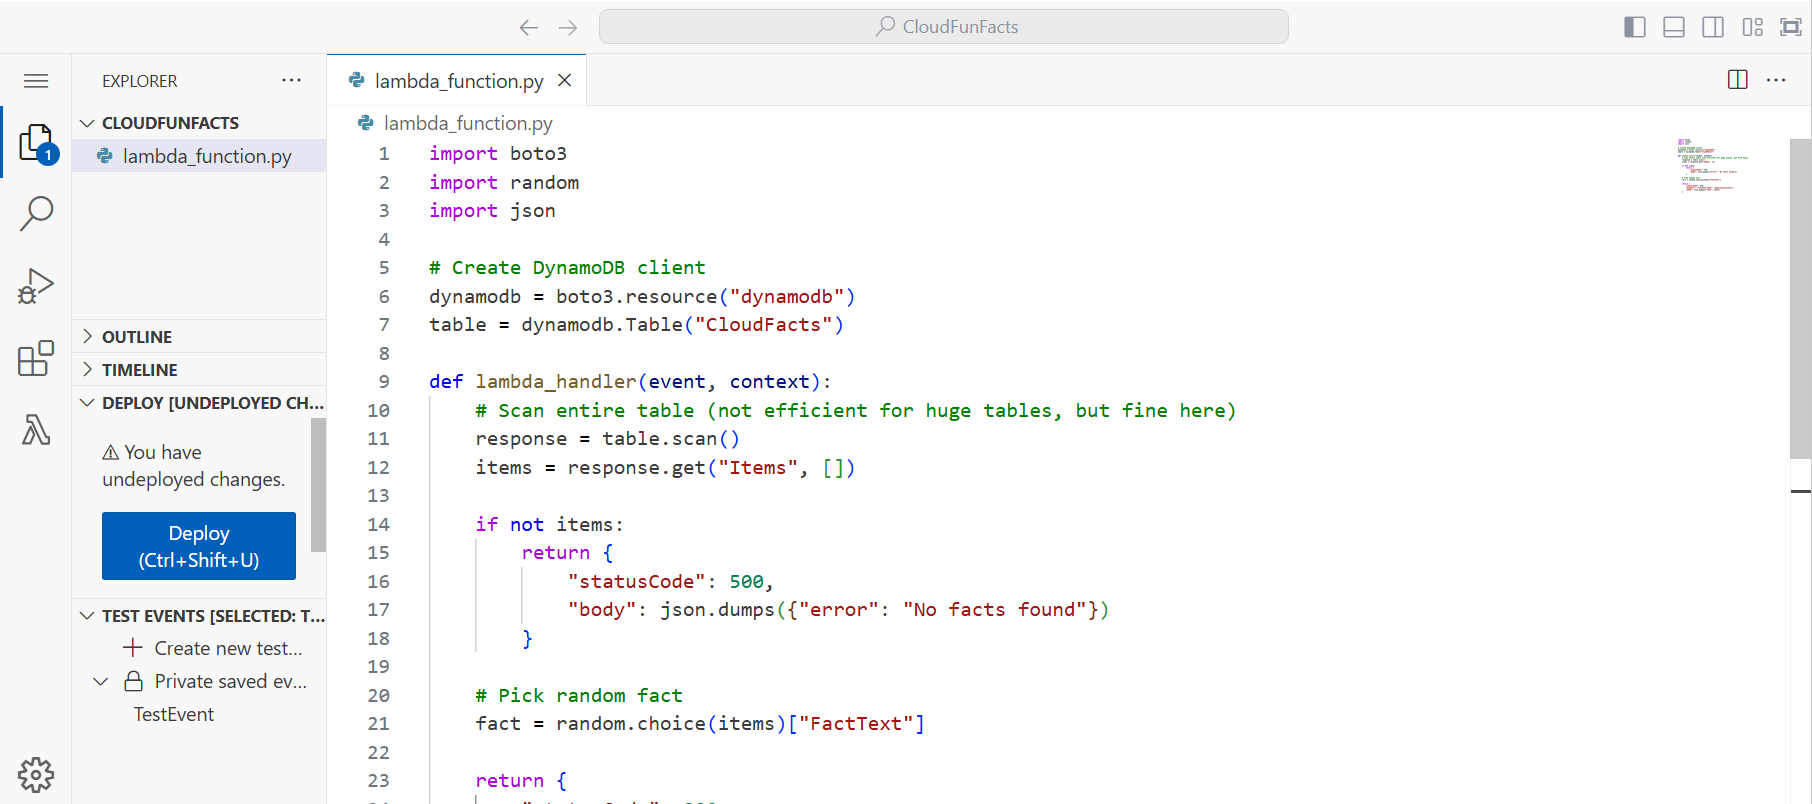 CloudFunFacts
EXPLORER
CLOUDFUNFACTS
lambda_function.py
OUTLINE
TIMELINE
DEPLOY [UNDEPLOYED CH...
You have
undeployed changes.
Deploy
(Ctrl+Shift+U)
TEST EVENTS [SELECTED: T...
Create new test...
Private saved ev...
TestEvent
1
lambda_function.py
lambda_function.py
1 import boto3
2 import random
3 import json
4
5 # Create DynamoDB client
6 dynamodb = boto3.resource("dynamodb")
7 table = dynamodb.Table("CloudFacts")
8
9 def lambda_handler(event, context):
10 # Scan entire table (not efficient for huge tables, but fine here)
11 response = table.scan()
12 items = response.get("Items", [])
13
14 if not items:
15 return {
16 "statusCode": 500,
17 "body": json.dumps({"error": "No facts found"})
18 }
19
20 # Pick random fact
21 fact = random.choice(items)["FactText"]
22
23 return {